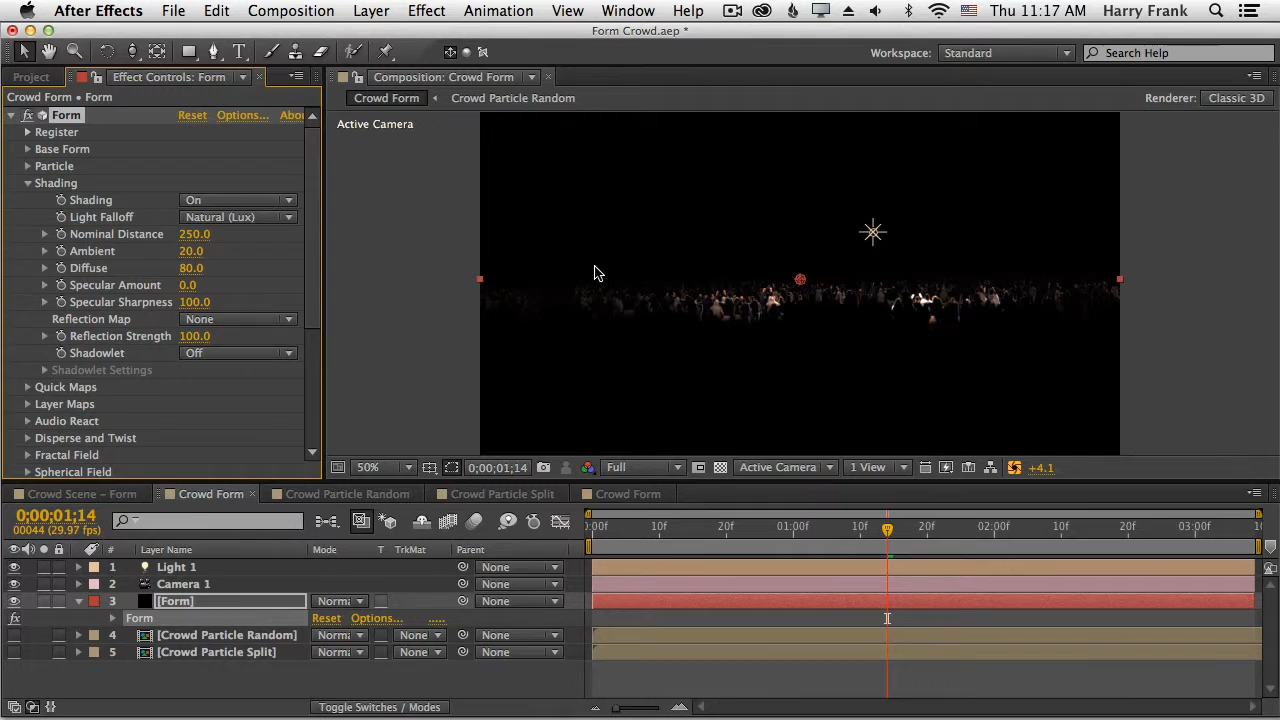 After Effects File Edit Composition Layer Effect Animation View Window Help Thu 11:17 AM Harry Frank
Form Crowd.aep *
Workspace: Standard Search Help
Project Effect Controls: Form Composition: Crowd Form
Crowd Form • Form Crowd Form Crowd Particle Random Renderer: Classic 3D
fx Form Reset Options... Abou
Active Camera
Register
Base Form
Particle
Shading
Shading On
Light Falloff Natural (Lux)
Nominal Distance 250.0
Ambient 20.0
Diffuse 80.0
Specular Amount 0.0
Specular Sharpness 100.0
Reflection Map None
Reflection Strength 100.0
Shadowlet Off
Shadowlet Settings
Quick Maps
Layer Maps
Audio React
Disperse and Twist
Fractal Field
Spherical Field
50% 0;00;01;14 Full Active Camera 1 View +4.1
Crowd Scene - Form Crowd Form Crowd Particle Random Crowd Particle Split Crowd Form
0;00;01;14
00044 (29.97 fps)
:00f 10f 20f 01:00f 10f 20f 02:00f 10f 20f 03:00f 10
# Layer Name Mode T TrkMat Parent
1 Light 1 None
2 Camera 1 None
3 [Form] Norma None
fx Form Reset Options... .....
4 [Crowd Particle Random] Norma None None
5 [Crowd Particle Split] Norma None None
Toggle Switches / Modes